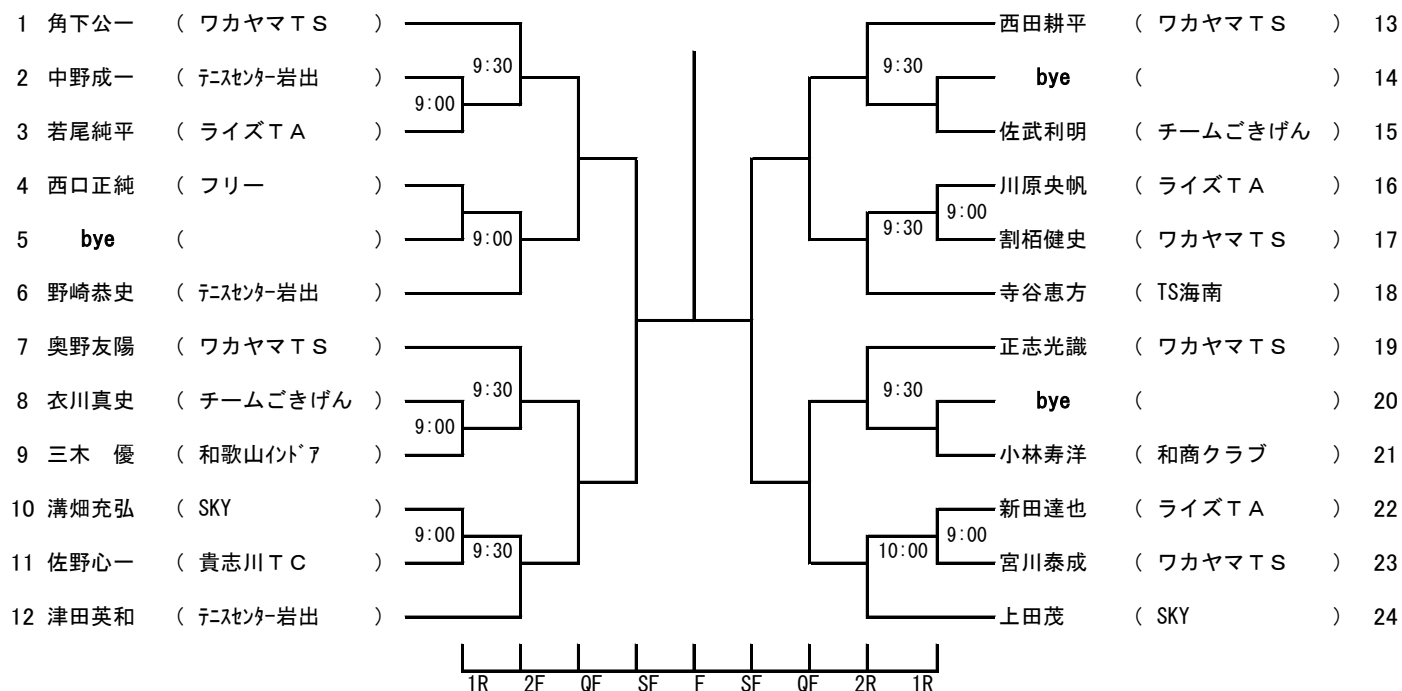 1 角下公一 ( ワカヤマＴＳ ) 西田耕平 ( ワカヤマＴＳ ) 13
9:30 9:30
2 中野成一 ( ﾃﾆｽｾﾝﾀｰ岩出 ) bye ( ) 14
9:00
3 若尾純平 ( ライズＴＡ ) 佐武利明 ( チームごきげん ) 15
4 西口正純 ( フリー ) 川原央帆 ( ライズＴＡ ) 16
9:00 9:30 9:00
5 bye ( ) 割栢健史 ( ワカヤマＴＳ ) 17
6 野崎恭史 ( ﾃﾆｽｾﾝﾀｰ岩出 ) 寺谷恵方 ( TS海南 ) 18
7 奥野友陽 ( ワカヤマＴＳ ) 正志光識 ( ワカヤマＴＳ ) 19
9:30 9:30
8 衣川真史 ( チームごきげん ) bye ( ) 20
9:00
9 三木　優 ( 和歌山ｲﾝﾄﾞｱ ) 小林寿洋 ( 和商クラブ ) 21
10 溝畑充弘 ( SKY ) 新田達也 ( ライズＴＡ ) 22
9:00 9:30 10:00 9:00
11 佐野心一 ( 貴志川ＴＣ ) 宮川泰成 ( ワカヤマＴＳ ) 23
12 津田英和 ( ﾃﾆｽｾﾝﾀｰ岩出 ) 上田茂 ( SKY ) 24
1R 2F QF SF F SF QF 2R 1R